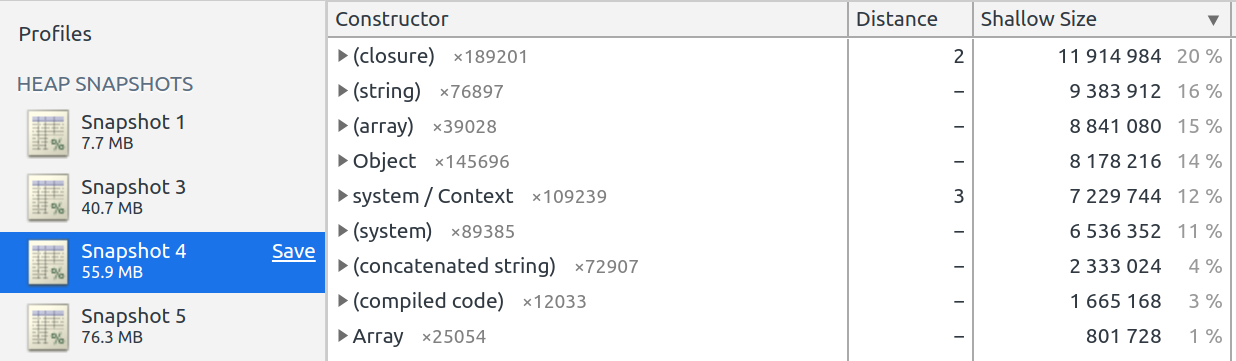 Profiles
HEAP SNAPSHOTS
Snapshot 1
7.7 MB
Snapshot 3
40.7 MB
Snapshot 4 Save
55.9 MB
Snapshot 5
76.3 MB
Constructor Distance Shallow Size ▼
▶ (closure) ×189201 2 11 914 984 20 %
▶ (string) ×76897 – 9 383 912 16 %
▶ (array) ×39028 – 8 841 080 15 %
▶ Object ×145696 – 8 178 216 14 %
▶ system / Context ×109239 3 7 229 744 12 %
▶ (system) ×89385 – 6 536 352 11 %
▶ (concatenated string) ×72907 – 2 333 024 4 %
▶ (compiled code) ×12033 – 1 665 168 3 %
▶ Array ×25054 – 801 728 1 %